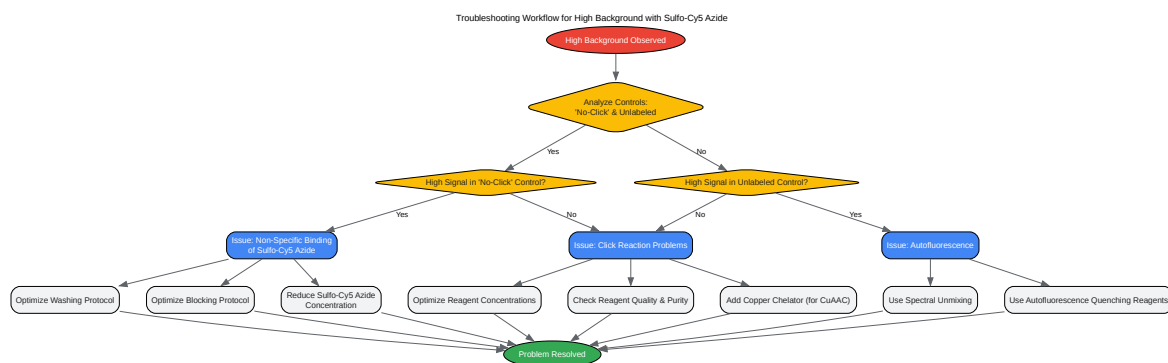 Troubleshooting Workflow for High Background with Sulfo-Cy5 Azide
High Background Observed
Analyze Controls:
'No-Click' & Unlabeled
Yes
No
High Signal in 'No-Click' Control?
High Signal in Unlabeled Control?
Yes
No
No
Yes
Issue: Non-Specific Binding
of Sulfo-Cy5 Azide
Issue: Click Reaction Problems
Issue: Autofluorescence
Optimize Washing Protocol
Optimize Blocking Protocol
Reduce Sulfo-Cy5 Azide
Concentration
Optimize Reagent Concentrations
Check Reagent Quality & Purity
Add Copper Chelator (for CuAAC)
Use Spectral Unmixing
Use Autofluorescence Quenching Reagents
Problem Resolved